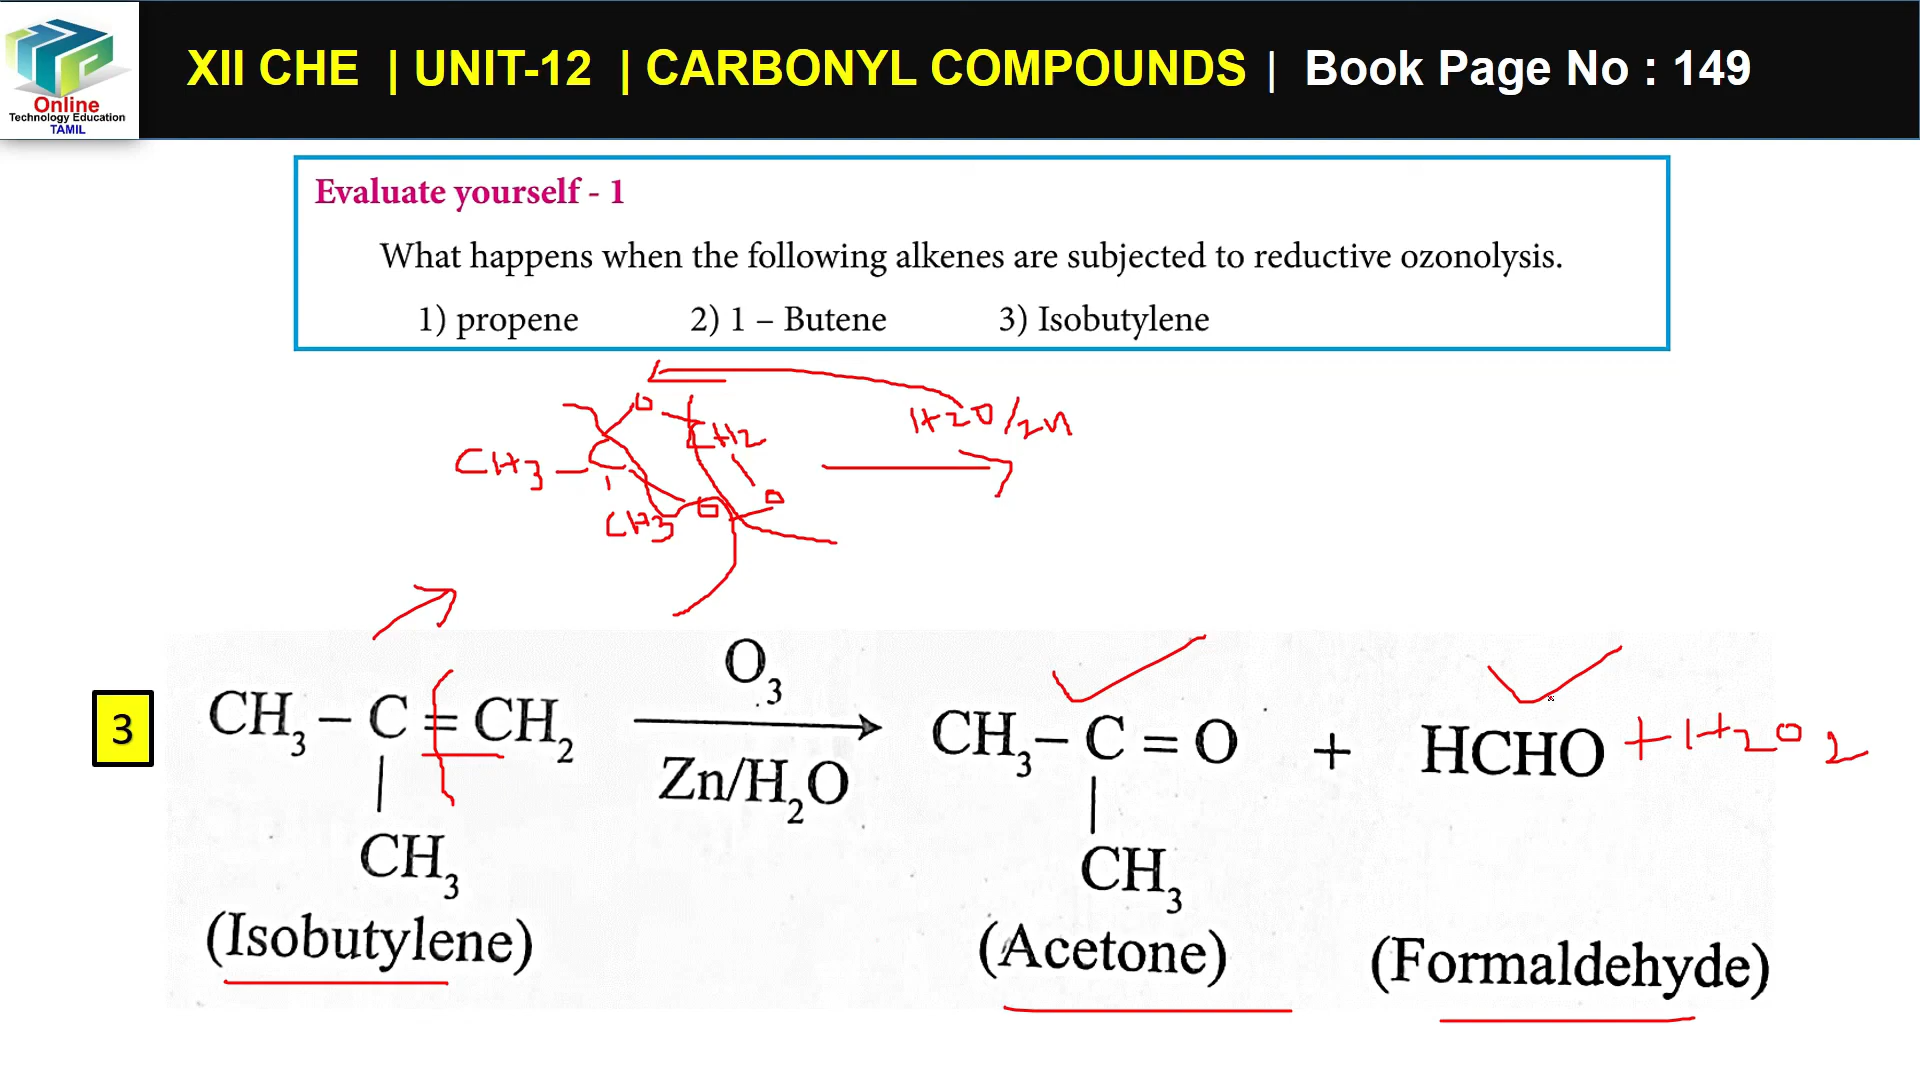 Online
Technology Education
TAMIL
XII CHE | UNIT-12 | CARBONYL COMPOUNDS | Book Page No : 149
Evaluate yourself - 1
What happens when the following alkenes are subjected to reductive ozonolysis.
1) propene 2) 1 – Butene 3) Isobutylene
O
H2O/Zn
CH2
CH3 – C
O
CH3 O
O₃
3 CH₃ – C = CH₂ Zn/H₂O CH₃ – C = O + HCHO + H2O2
CH₃ CH₃
(Isobutylene) (Acetone) (Formaldehyde)